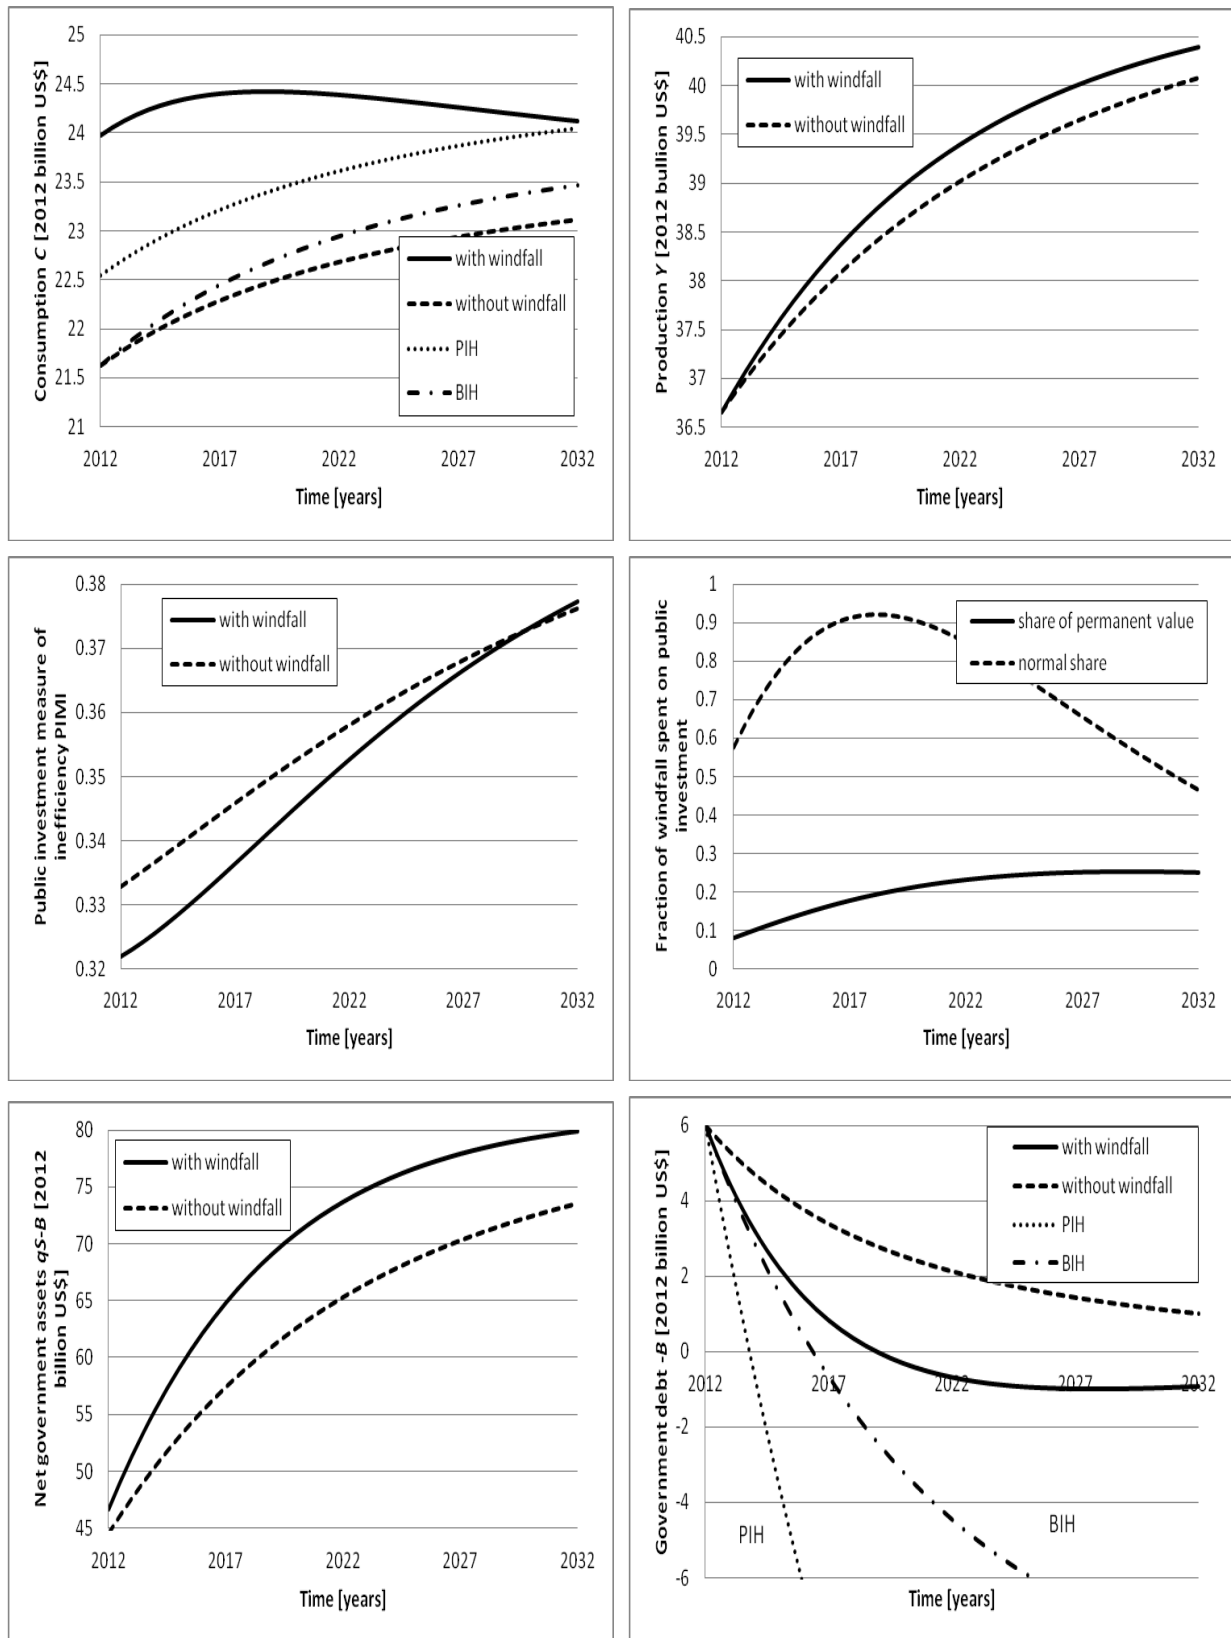 Consumption C [2012 billion US$]
25
24.5
24
23.5
23
22.5
22
21.5
21
with windfall
without windfall
PIH
BIH
2012 2017 2022 2027 2032
Time [years]
Production Y [2012 bullion US$]
40.5
40
39.5
39
38.5
38
37.5
37
36.5
with windfall
without windfall
2012 2017 2022 2027 2032
Time [years]
Public investment measure of
inefficiency PIMI
0.38
0.37
0.36
0.35
0.34
0.33
0.32
with windfall
without windfall
2012 2017 2022 2027 2032
Time [years]
Fraction of windfall spent on public
investment
1
0.9
0.8
0.7
0.6
0.5
0.4
0.3
0.2
0.1
0
share of permanent value
normal share
2012 2017 2022 2027 2032
Time [years]
Net government assets qS-B [2012
billion US$]
80
75
70
65
60
55
50
45
with windfall
without windfall
2012 2017 2022 2027 2032
Time [years]
Government debt -B [2012 billion US$]
6
4
2
0
-2
-4
-6
with windfall
without windfall
PIH
BIH
2012 2017 2022 2027 2032
PIH
BIH
Time [years]